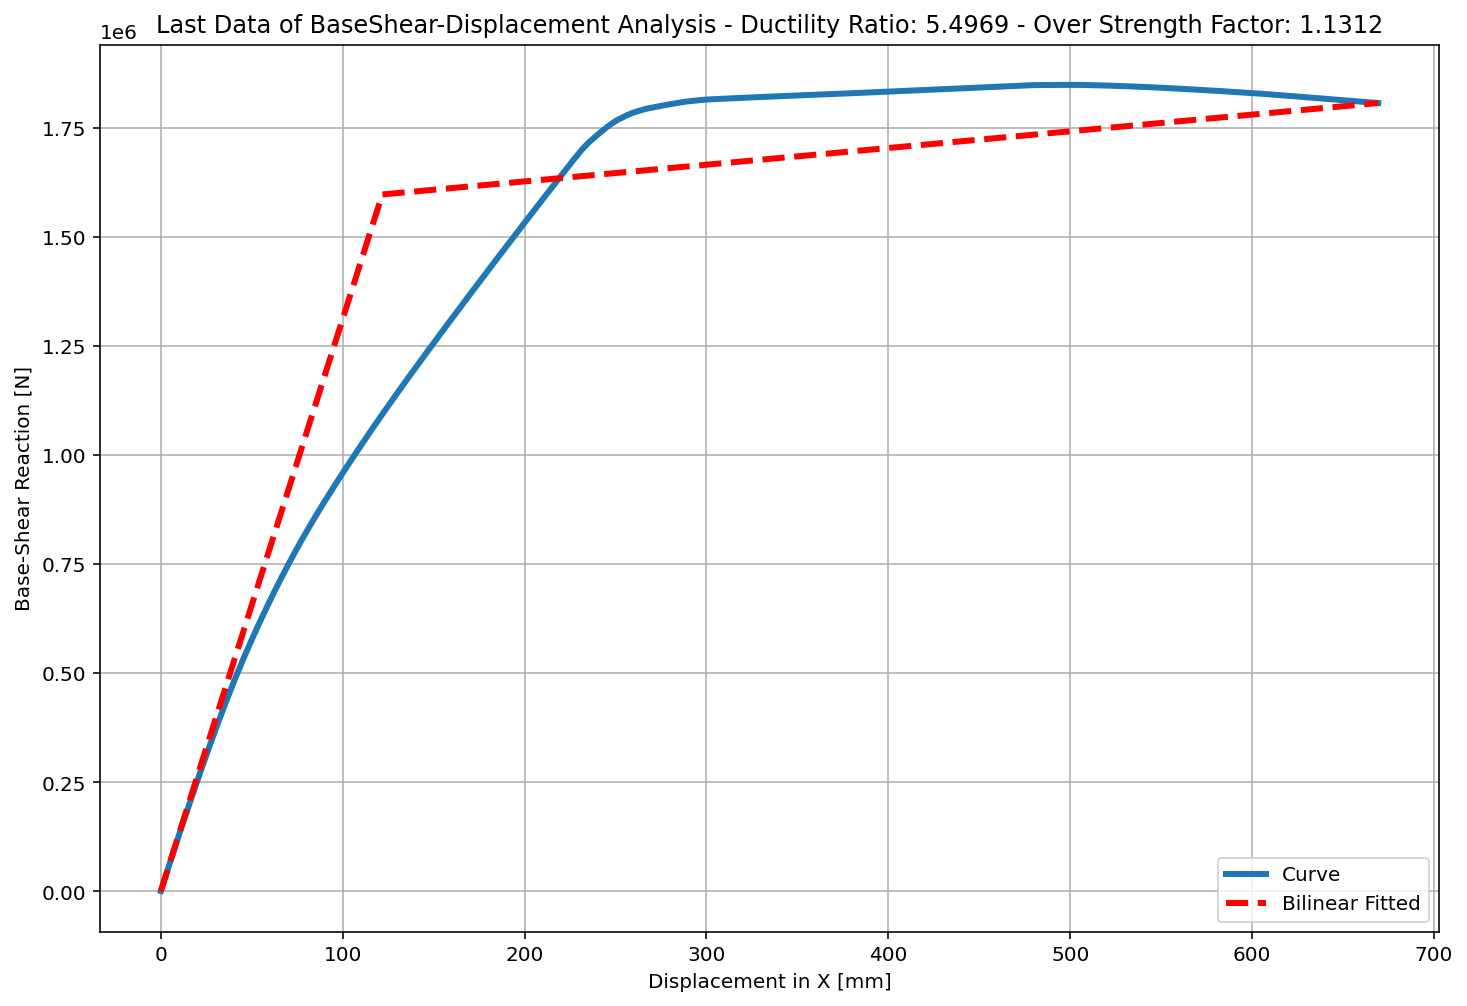 Last Data of BaseShear-Displacement Analysis - Ductility Ratio: 5.4969 - Over Strength Factor: 1.1312
1e6
1.75
1.50
1.25
1.00
0.75
0.50
0.25
0.00
Base-Shear Reaction [N]
0 100 200 300 400 500 600 700
Displacement in X [mm]
Curve
Bilinear Fitted